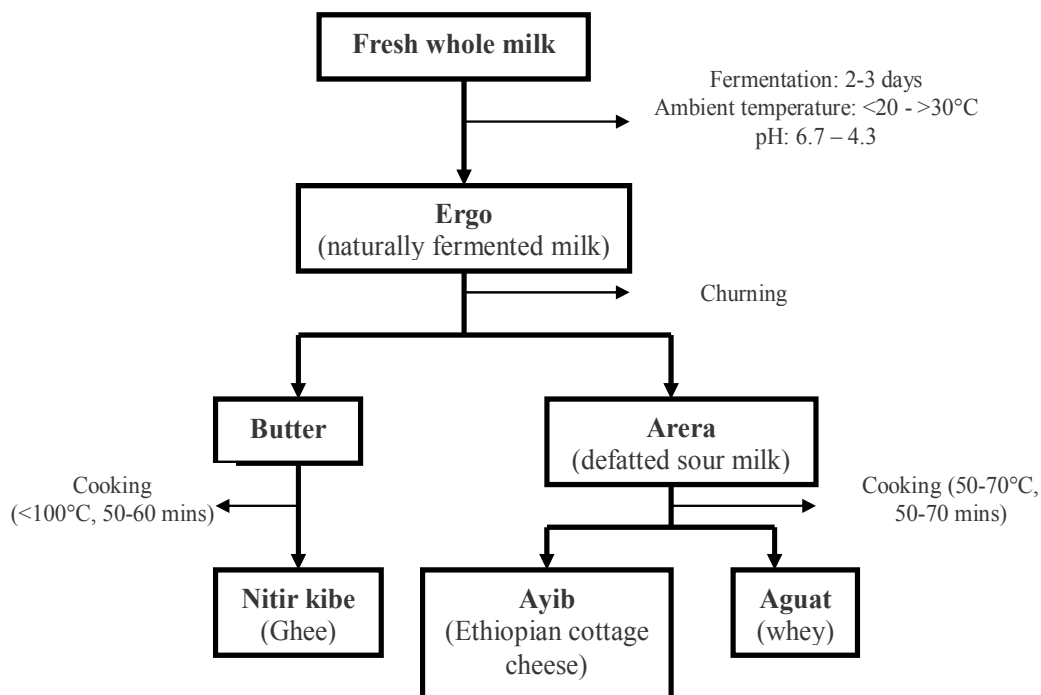 Fresh whole milk
Fermentation: 2-3 days
Ambient temperature: <20 - >30°C
pH: 6.7 – 4.3
Ergo
(naturally fermented milk)
Churning
Butter
Arera
(defatted sour milk)
Cooking
(<100°C, 50-60 mins)
Cooking (50-70°C,
50-70 mins)
Nitir kibe
(Ghee)
Ayib
(Ethiopian cottage
cheese)
Aguat
(whey)